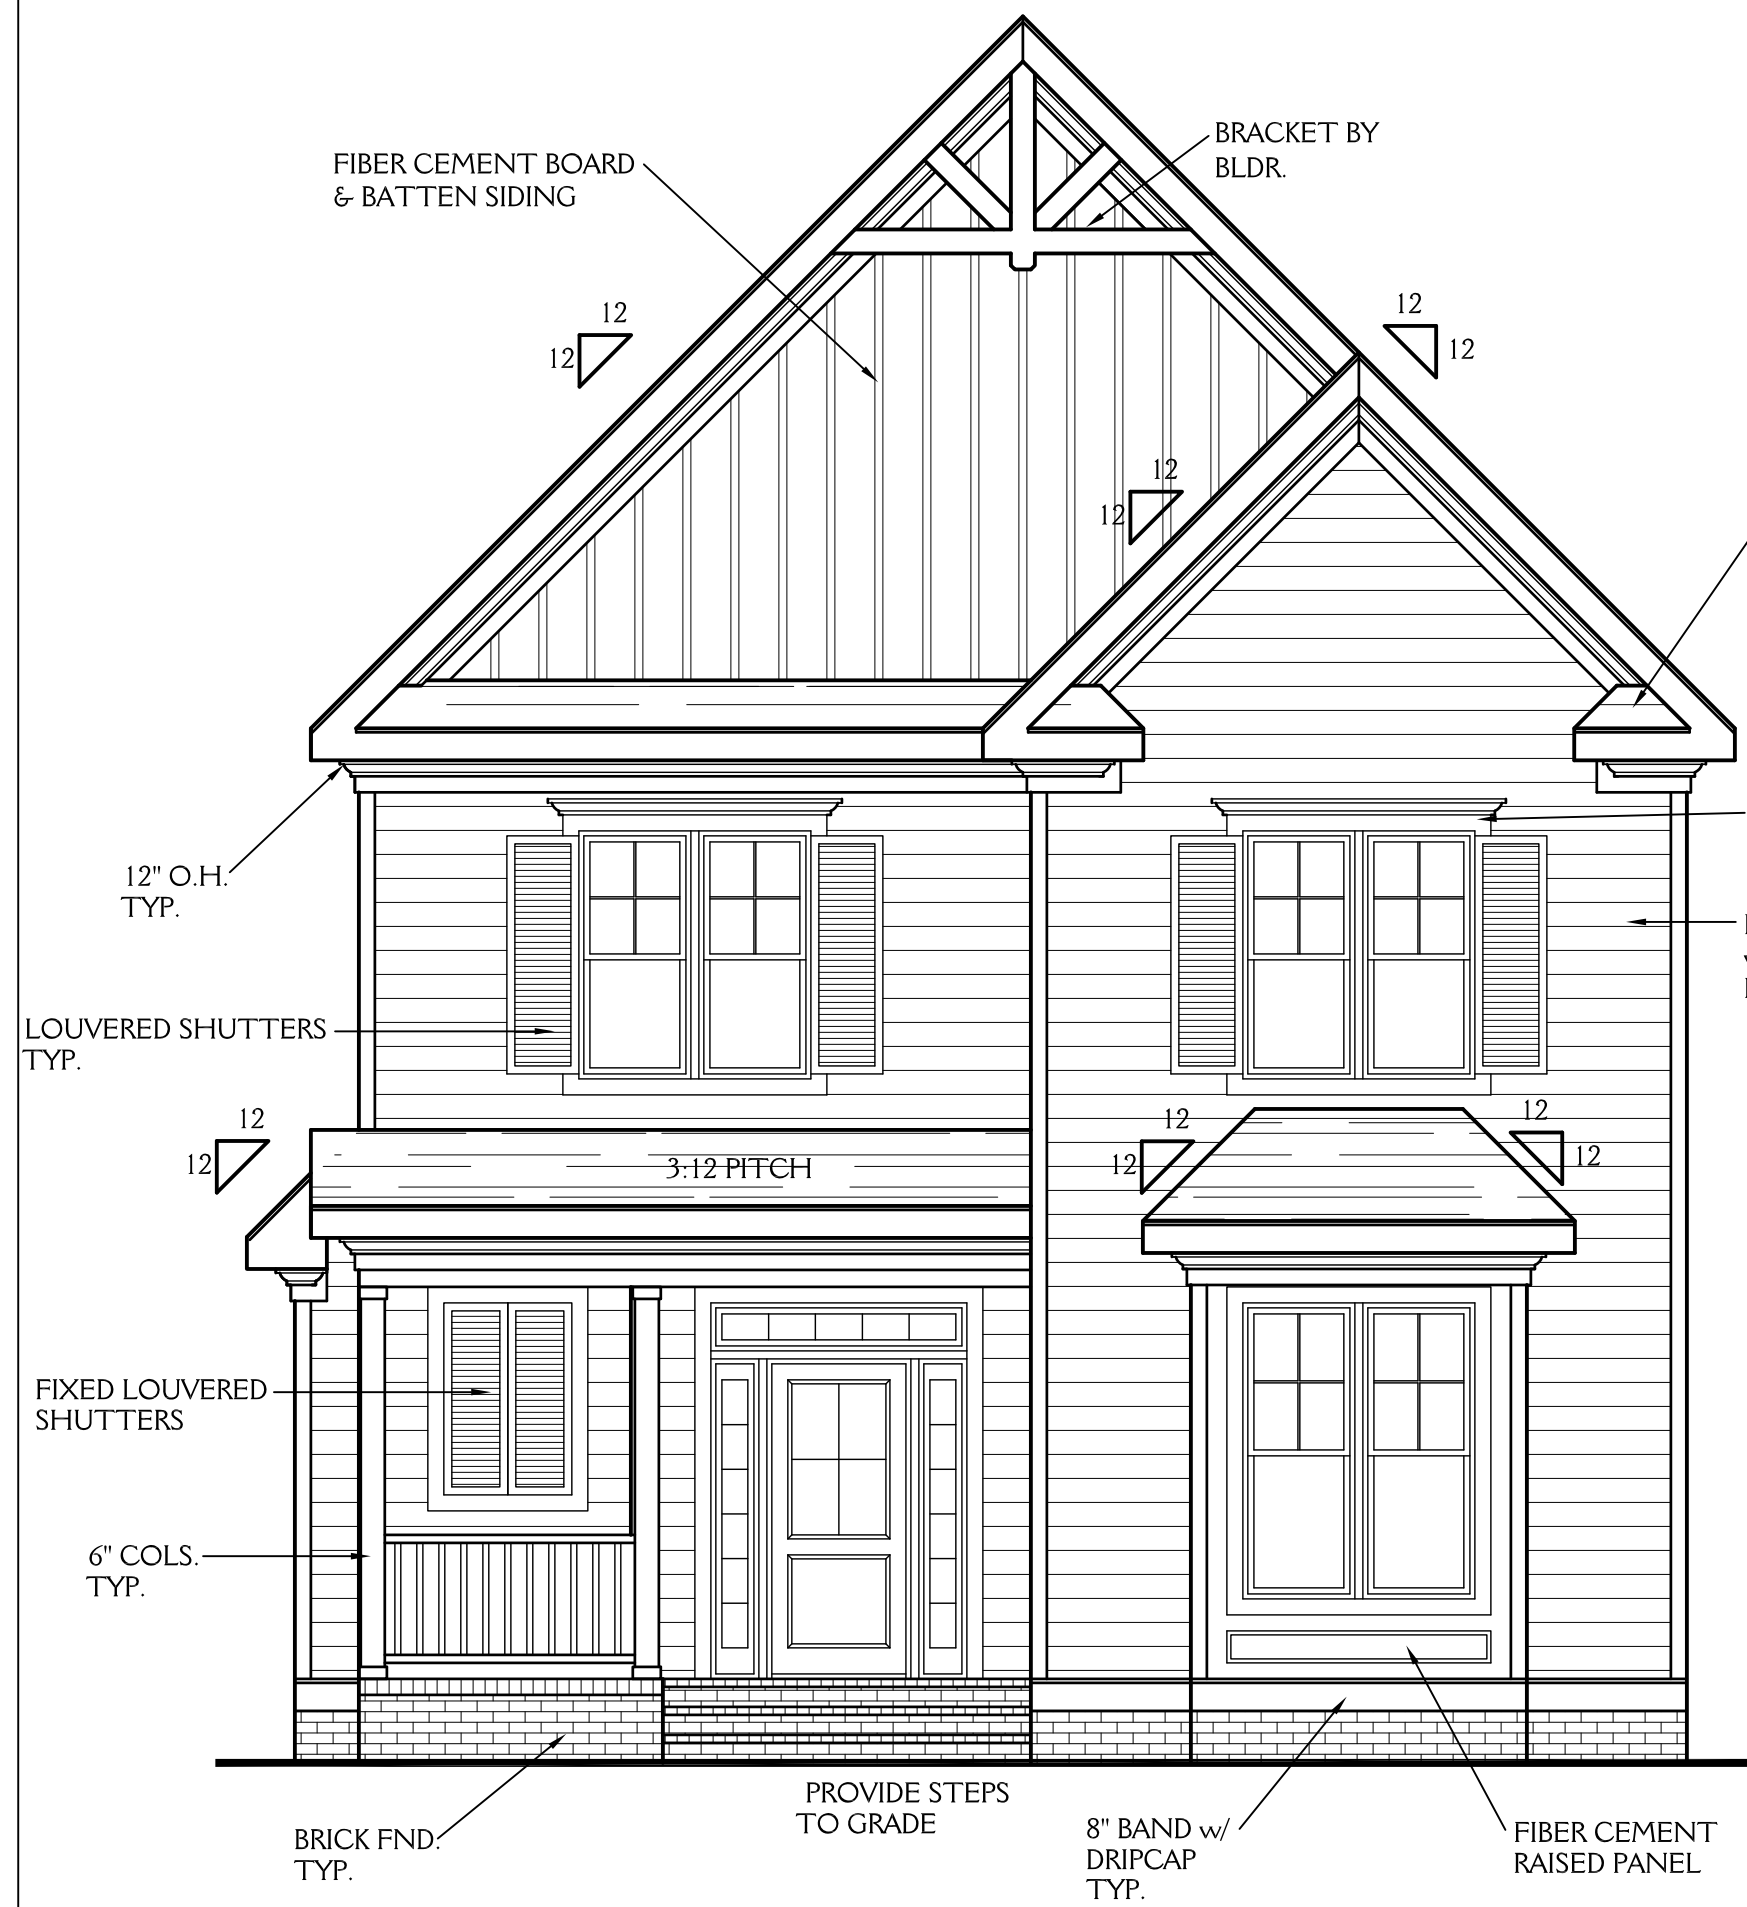 BRACKET BY
BLDR.
FIBER CEMENT BOARD
& BATTEN SIDING
12
12
12
12
12
12
12" O.H.
TYP.
LOUVERED SHUTTERS
TYP.
12
12
3:12 PITCH
12
12
12
12
FIXED LOUVERED
SHUTTERS
6" COLS.
TYP.
PROVIDE STEPS
TO GRADE
BRICK FND.
TYP.
8" BAND w/
DRIPCAP
TYP.
FIBER CEMENT
RAISED PANEL